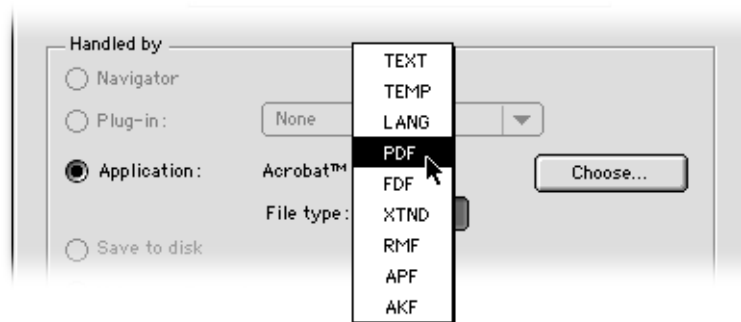 Handled by
Navigator
Plug-in:
None
Application:
Acrobat™
Choose...
File type:
Save to disk
TEXT
TEMP
LANG
PDF
FDF
XTND
RMF
APF
AKF